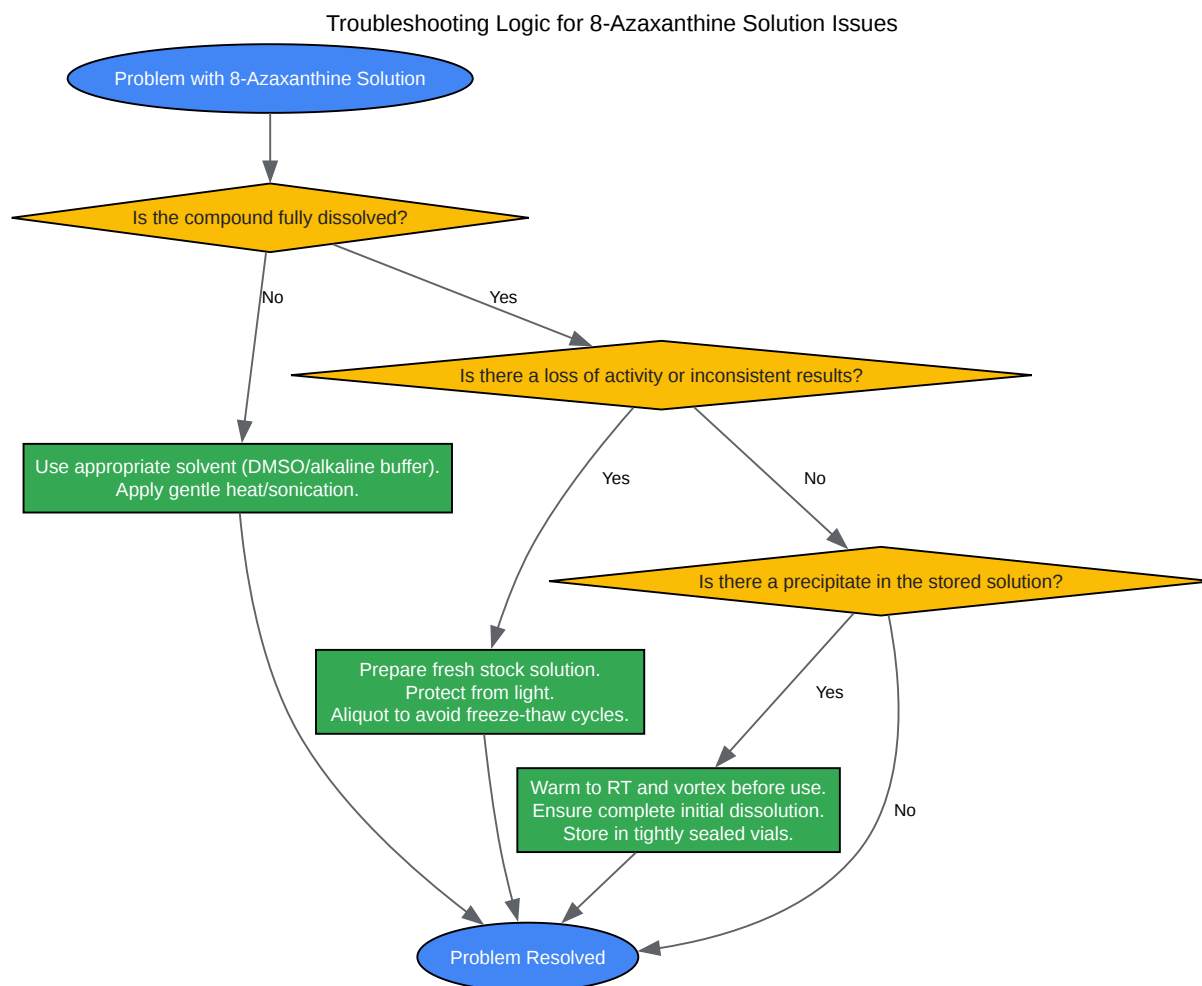 Troubleshooting Logic for 8-Azaxanthine Solution Issues
Problem with 8-Azaxanthine Solution
Is the compound fully dissolved?
No
Yes
Is there a loss of activity or inconsistent results?
Use appropriate solvent (DMSO/alkaline buffer).
Apply gentle heat/sonication.
Yes
No
Is there a precipitate in the stored solution?
Prepare fresh stock solution.
Protect from light.
Aliquot to avoid freeze-thaw cycles.
Yes
Warm to RT and vortex before use.
Ensure complete initial dissolution.
Store in tightly sealed vials.
No
Problem Resolved